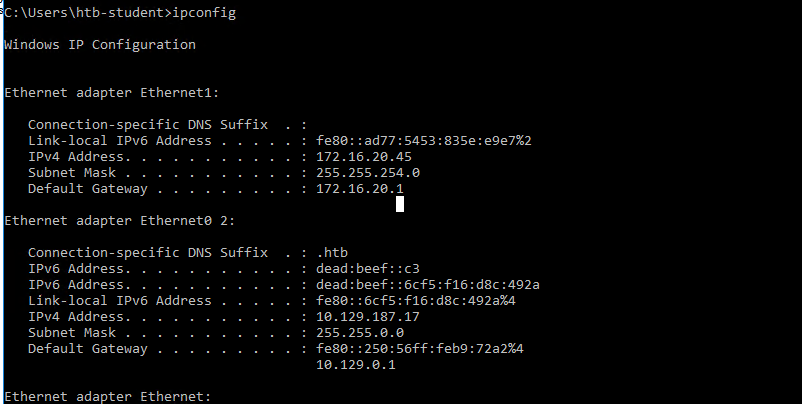 C:\Users\htb-student>ipconfig
Windows IP Configuration
Ethernet adapter Ethernet1:
   Connection-specific DNS Suffix  . :
   Link-local IPv6 Address . . . . . : fe80::ad77:5453:835e:e9e7%2
   IPv4 Address. . . . . . . . . . . : 172.16.20.45
   Subnet Mask . . . . . . . . . . . : 255.255.254.0
   Default Gateway . . . . . . . . . : 172.16.20.1
Ethernet adapter Ethernet0 2:
   Connection-specific DNS Suffix  . : .htb
   IPv6 Address. . . . . . . . . . . : dead:beef::c3
   IPv6 Address. . . . . . . . . . . : dead:beef::6cf5:f16:d8c:492a
   Link-local IPv6 Address . . . . . : fe80::6cf5:f16:d8c:492a%4
   IPv4 Address. . . . . . . . . . . : 10.129.187.17
   Subnet Mask . . . . . . . . . . . : 255.255.0.0
   Default Gateway . . . . . . . . . : fe80::250:56ff:feb9:72a2%4
                                       10.129.0.1
Ethernet adapter Ethernet: